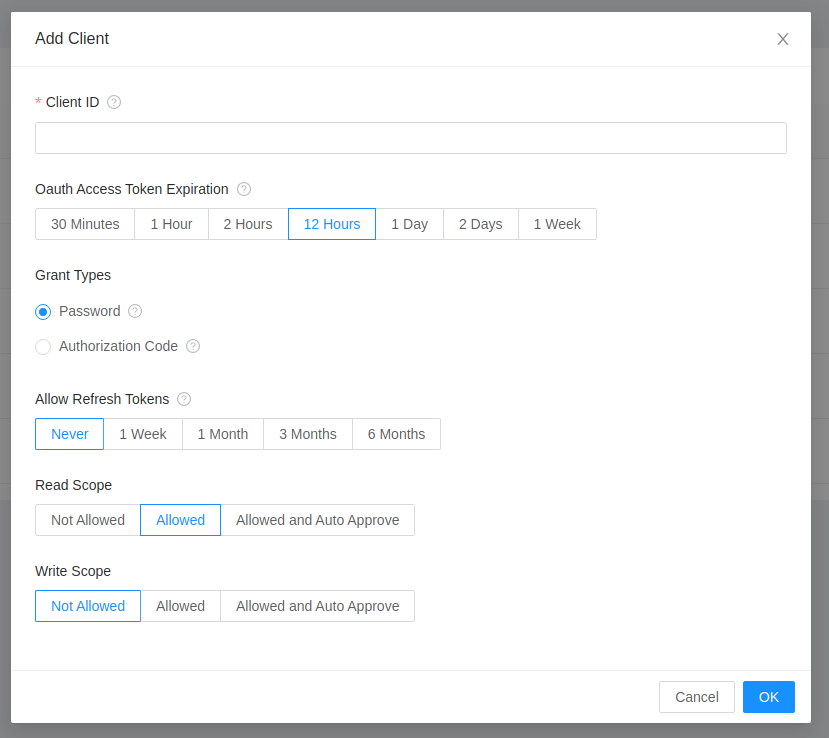 Add Client
* Client ID ?
Oauth Access Token Expiration ?
30 Minutes 1 Hour 2 Hours 12 Hours 1 Day 2 Days 1 Week
Grant Types
Password ?
Authorization Code ?
Allow Refresh Tokens ?
Never 1 Week 1 Month 3 Months 6 Months
Read Scope
Not Allowed Allowed Allowed and Auto Approve
Write Scope
Not Allowed Allowed Allowed and Auto Approve
Cancel OK